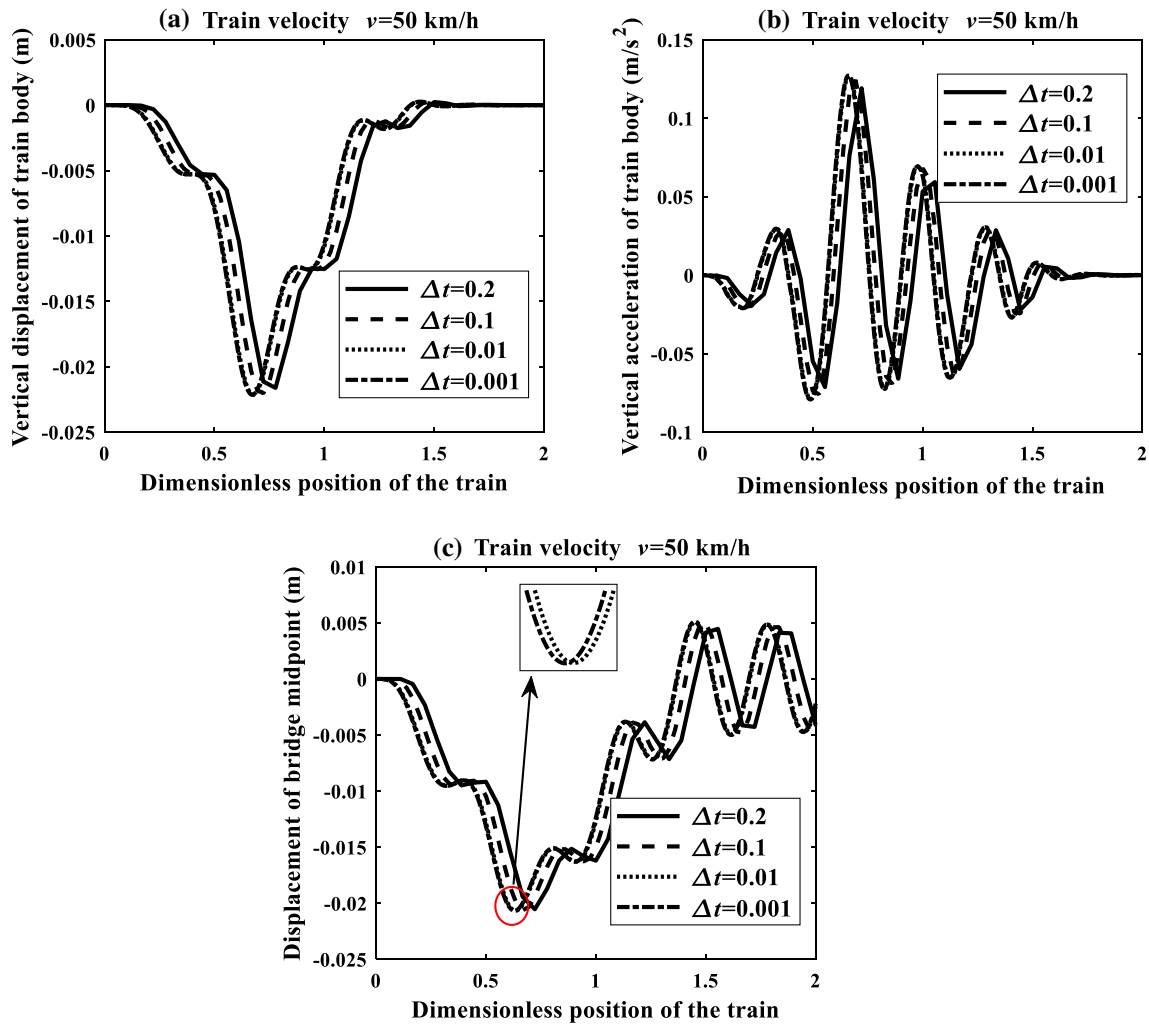 (a) Train velocity v=50 km/h
Vertical displacement of train body (m)
0.005
0
-0.005
-0.01
-0.015
-0.02
-0.025
0 0.5 1 1.5 2
Dimensionless position of the train
Δt=0.2
Δt=0.1
Δt=0.01
Δt=0.001
(b) Train velocity v=50 km/h
Vertical acceleration of train body (m/s²)
0.15
0.1
0.05
0
-0.05
-0.1
0 0.5 1 1.5 2
Dimensionless position of the train
Δt=0.2
Δt=0.1
Δt=0.01
Δt=0.001
(c) Train velocity v=50 km/h
Displacement of bridge midpoint (m)
0.01
0.005
0
-0.005
-0.01
-0.015
-0.02
-0.025
0 0.5 1 1.5 2
Dimensionless position of the train
Δt=0.2
Δt=0.1
Δt=0.01
Δt=0.001